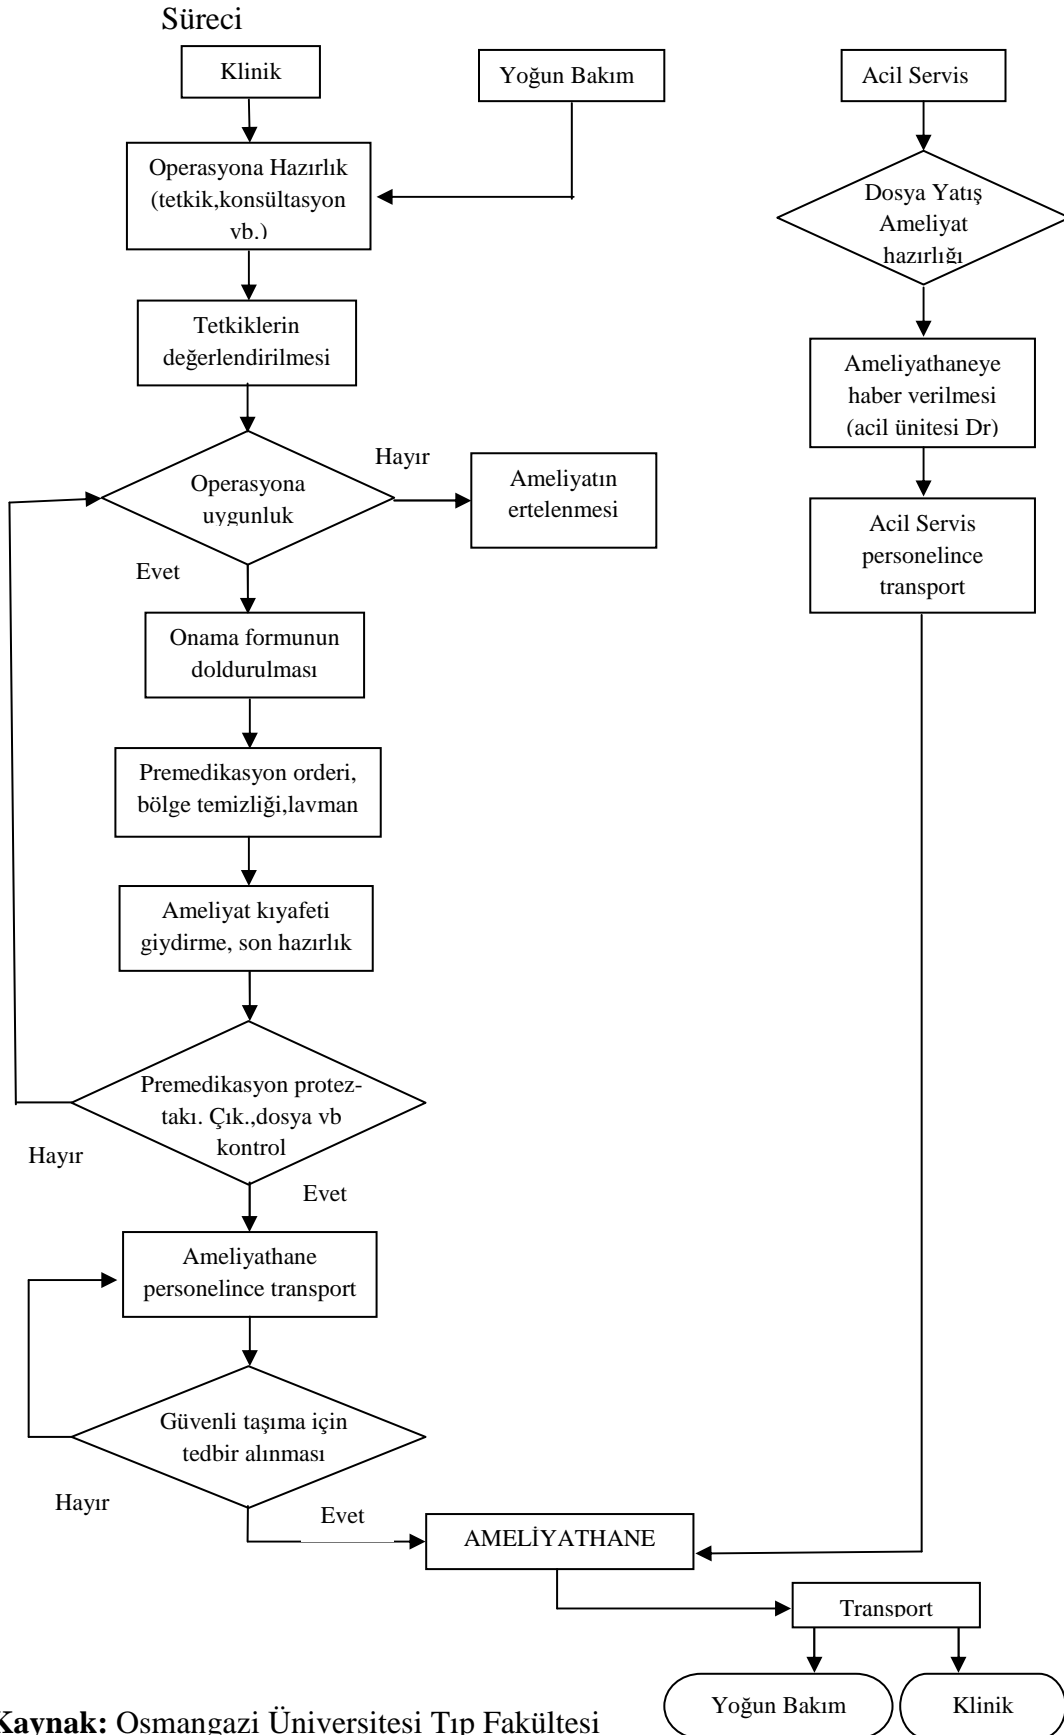 Süreci
Klinik
Yoğun Bakım
Acil Servis
Operasyona Hazırlık
(tetkik,konsültasyon
vb.)
Dosya Yatış
Ameliyat
hazırlığı
Tetkiklerin
değerlendirilmesi
Ameliyathaneye
haber verilmesi
(acil ünitesi Dr)
Operasyona
uygunluk
Hayır
Ameliyatın
ertelenmesi
Acil Servis
personelince
transport
Evet
Onama formunun
doldurulması
Premedikasyon orderi,
bölge temizliği,lavman
Ameliyat kıyafeti
giydirme, son hazırlık
Premedikasyon protez-
takı. Çık.,dosya vb
kontrol
Hayır
Evet
Ameliyathane
personelince transport
Güvenli taşıma için
tedbir alınması
Hayır
Evet
AMELİYATHANE
Transport
Yoğun Bakım
Klinik
Kaynak: Osmangazi Üniversitesi Tıp Fakültesi